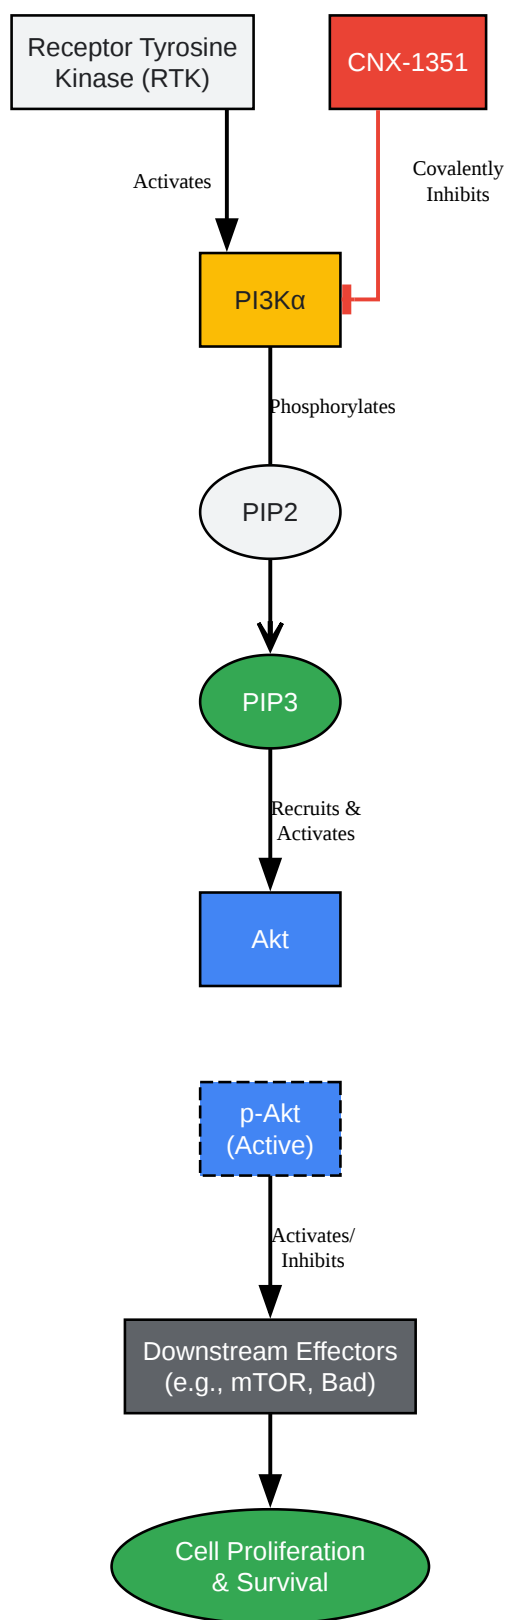 Receptor Tyrosine
Kinase (RTK)
CNX-1351
Activates
Covalently
Inhibits
PI3Kα
Phosphorylates
PIP2
PIP3
Recruits &
Activates
Akt
p-Akt
(Active)
Activates/
Inhibits
Downstream Effectors
(e.g., mTOR, Bad)
Cell Proliferation
& Survival